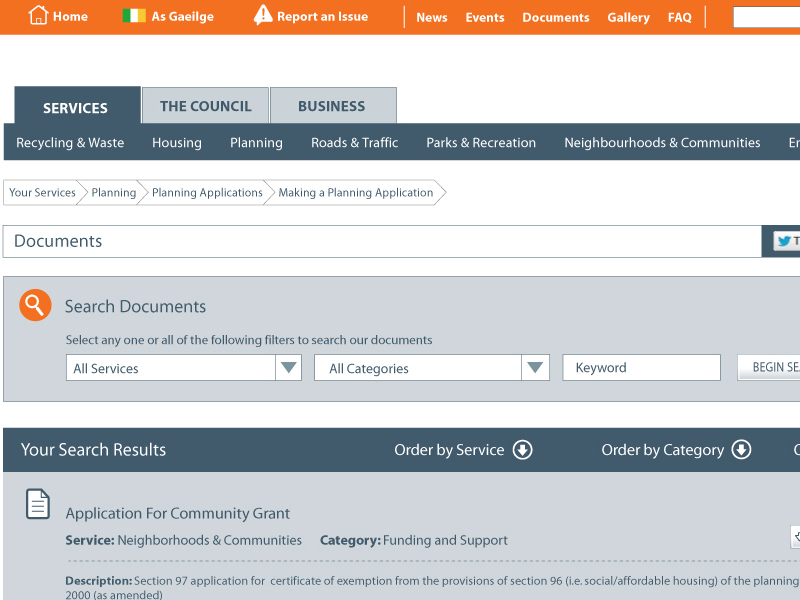 Home As Gaeilge Report an Issue News Events Documents Gallery FAQ
SERVICES THE COUNCIL BUSINESS
Recycling & Waste Housing Planning Roads & Traffic Parks & Recreation Neighbourhoods & Communities
Your Services Planning Planning Applications Making a Planning Application
Documents
Search Documents
Select any one or all of the following filters to search our documents
All Services All Categories Keyword BEGIN
Your Search Results Order by Service Order by Category
Application For Community Grant
Service: Neighborhoods & Communities Category: Funding and Support
Description: Section 97 application for certificate of exemption from the provisions of section 96 (i.e. social/affordable housing) of the planning
2000 (as amended)